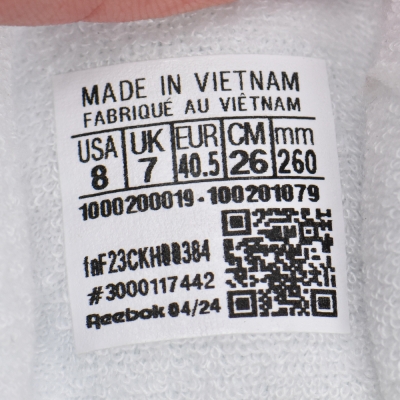 MADE IN VIETNAM
FABRIQUÉ AU VIÊTNAM
USA UK EUR CM mm
8 7 40.5 26 260
1000200019-100201079
#3000117442
Reebok 04/24